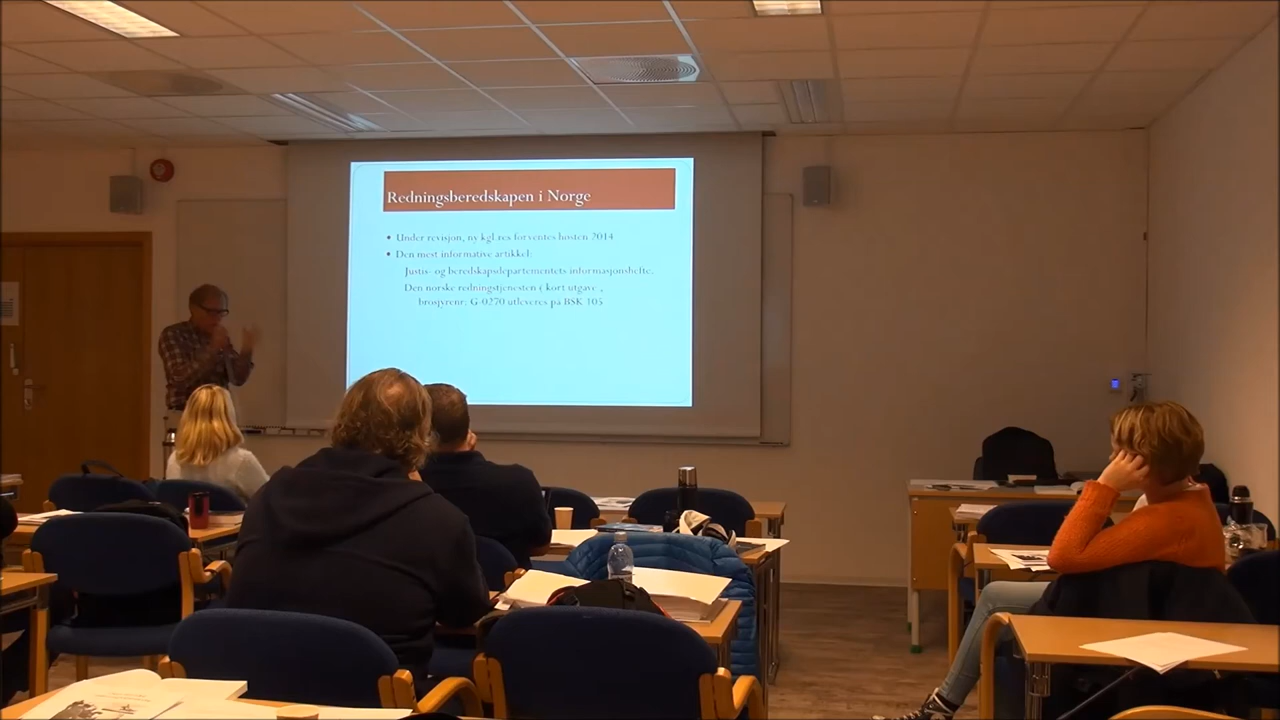 Redningsberedskapen i Norge
• Under revisjon, ny kgl.res forventes høsten 2014
• Den mest informative artikkel:
Justis- og beredskapsdepartementets informasjonshefte.
Den norske redningstjenesten ( kort utgave ,
brosjyrenr: G-0270 utleveres på BSK 105